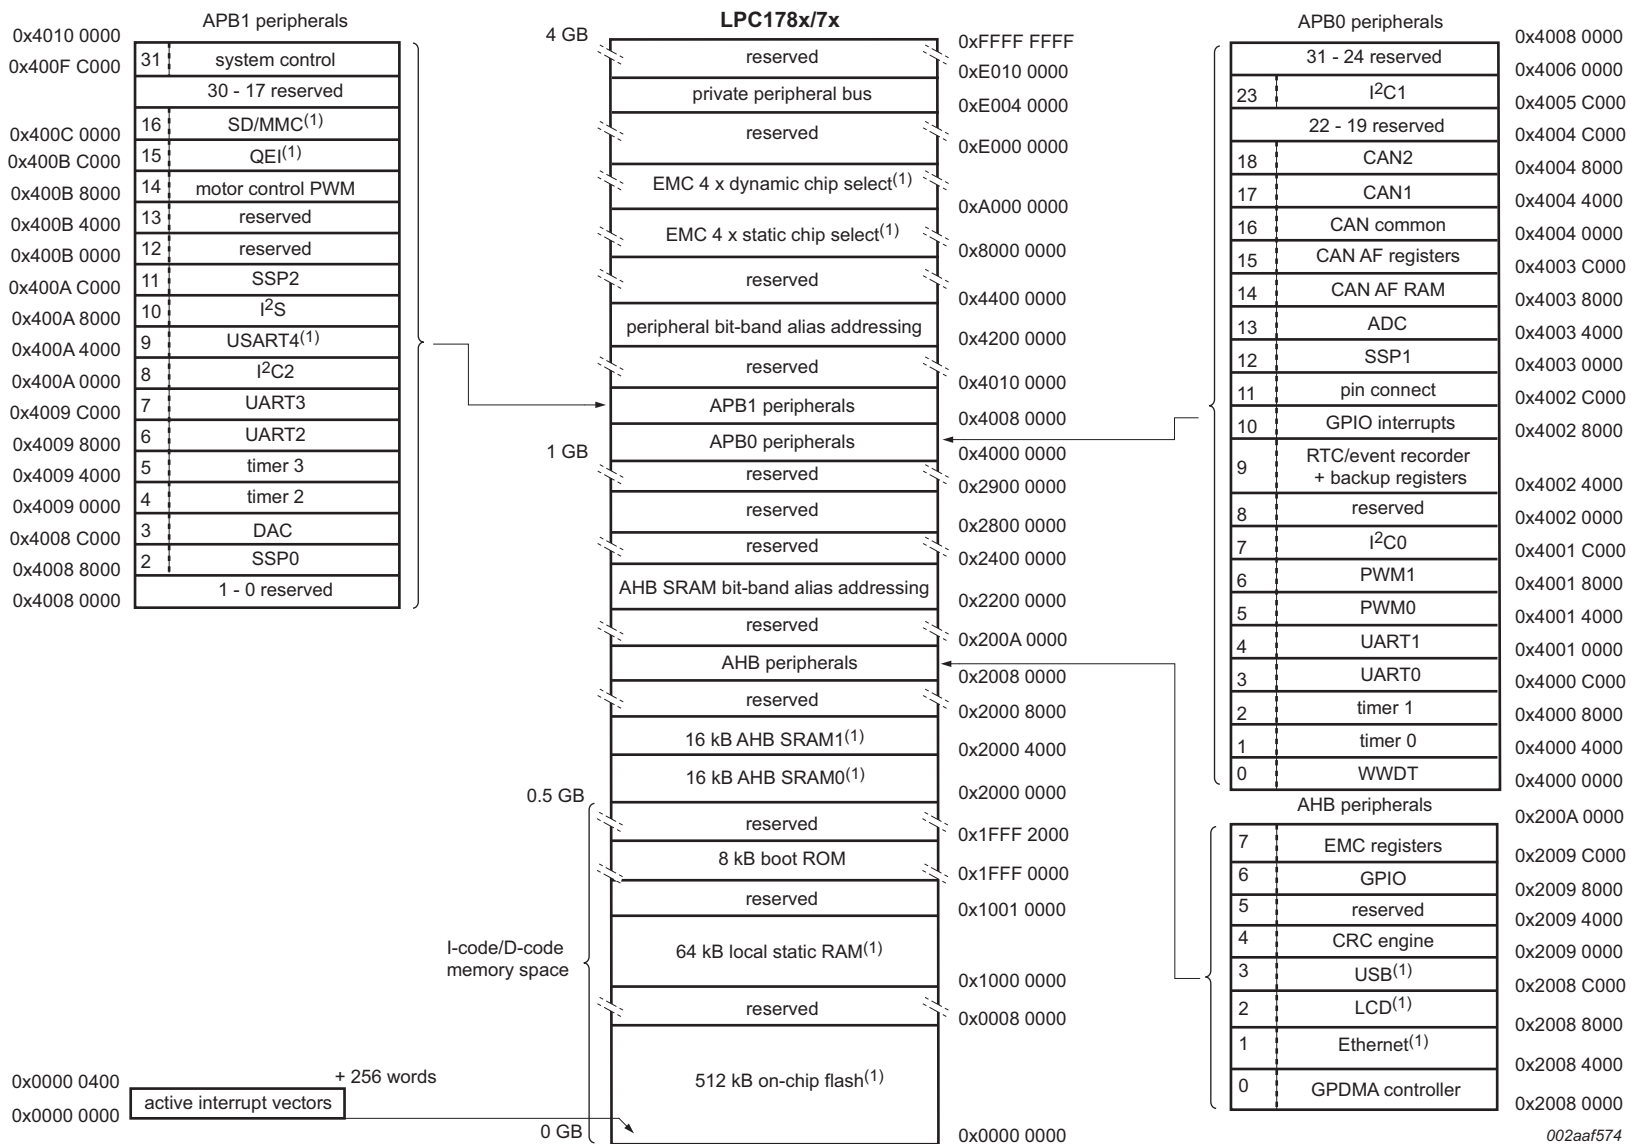 LPC178x/7x
APB1 peripherals
0x4010 0000
31 system control
0x400F C000
30 - 17 reserved
16 SD/MMC(1)
0x400C 0000
15 QEI(1)
0x400B C000
14 motor control PWM
0x400B 8000
13 reserved
0x400B 4000
12 reserved
0x400B 0000
11 SSP2
0x400A C000
10 I2S
0x400A 8000
9 USART4(1)
0x400A 4000
8 I2C2
0x400A 0000
7 UART3
0x4009 C000
6 UART2
0x4009 8000
5 timer 3
0x4009 4000
4 timer 2
0x4009 0000
3 DAC
0x4008 C000
2 SSP0
0x4008 8000
1 - 0 reserved
0x4008 0000
4 GB
0xFFFF FFFF
reserved
0xE010 0000
private peripheral bus
0xE004 0000
reserved
0xE000 0000
EMC 4 x dynamic chip select(1)
0xA000 0000
EMC 4 x static chip select(1)
0x8000 0000
reserved
0x4400 0000
peripheral bit-band alias addressing
0x4200 0000
reserved
0x4010 0000
APB1 peripherals
0x4008 0000
APB0 peripherals
1 GB
0x4000 0000
reserved
0x2900 0000
reserved
0x2800 0000
reserved
0x2400 0000
AHB SRAM bit-band alias addressing
0x2200 0000
reserved
0x200A 0000
AHB peripherals
0x2008 0000
reserved
0x2000 8000
16 kB AHB SRAM1(1)
0x2000 4000
16 kB AHB SRAM0(1)
0x2000 0000
0.5 GB
reserved
0x1FFF 2000
8 kB boot ROM
0x1FFF 0000
reserved
0x1001 0000
I-code/D-code
memory space
64 kB local static RAM(1)
0x1000 0000
reserved
0x0008 0000
512 kB on-chip flash(1)
0x0000 0000
0 GB
+ 256 words
0x0000 0400
active interrupt vectors
0x0000 0000
APB0 peripherals
0x4008 0000
31 - 24 reserved
0x4006 0000
23 I2C1
0x4005 C000
22 - 19 reserved
0x4004 C000
18 CAN2
0x4004 8000
17 CAN1
0x4004 4000
16 CAN common
0x4004 0000
15 CAN AF registers
0x4003 C000
14 CAN AF RAM
0x4003 8000
13 ADC
0x4003 4000
12 SSP1
0x4003 0000
11 pin connect
0x4002 C000
10 GPIO interrupts
0x4002 8000
9 RTC/event recorder
+ backup registers
0x4002 4000
8 reserved
0x4002 0000
7 I2C0
0x4001 C000
6 PWM1
0x4001 8000
5 PWM0
0x4001 4000
4 UART1
0x4001 0000
3 UART0
0x4000 C000
2 timer 1
0x4000 8000
1 timer 0
0x4000 4000
0 WWDT
0x4000 0000
AHB peripherals
0x200A 0000
7 EMC registers
0x2009 C000
6 GPIO
0x2009 8000
5 reserved
0x2009 4000
4 CRC engine
0x2009 0000
3 USB(1)
0x2008 C000
2 LCD(1)
0x2008 8000
1 Ethernet(1)
0x2008 4000
0 GPDMA controller
0x2008 0000
002aaf574